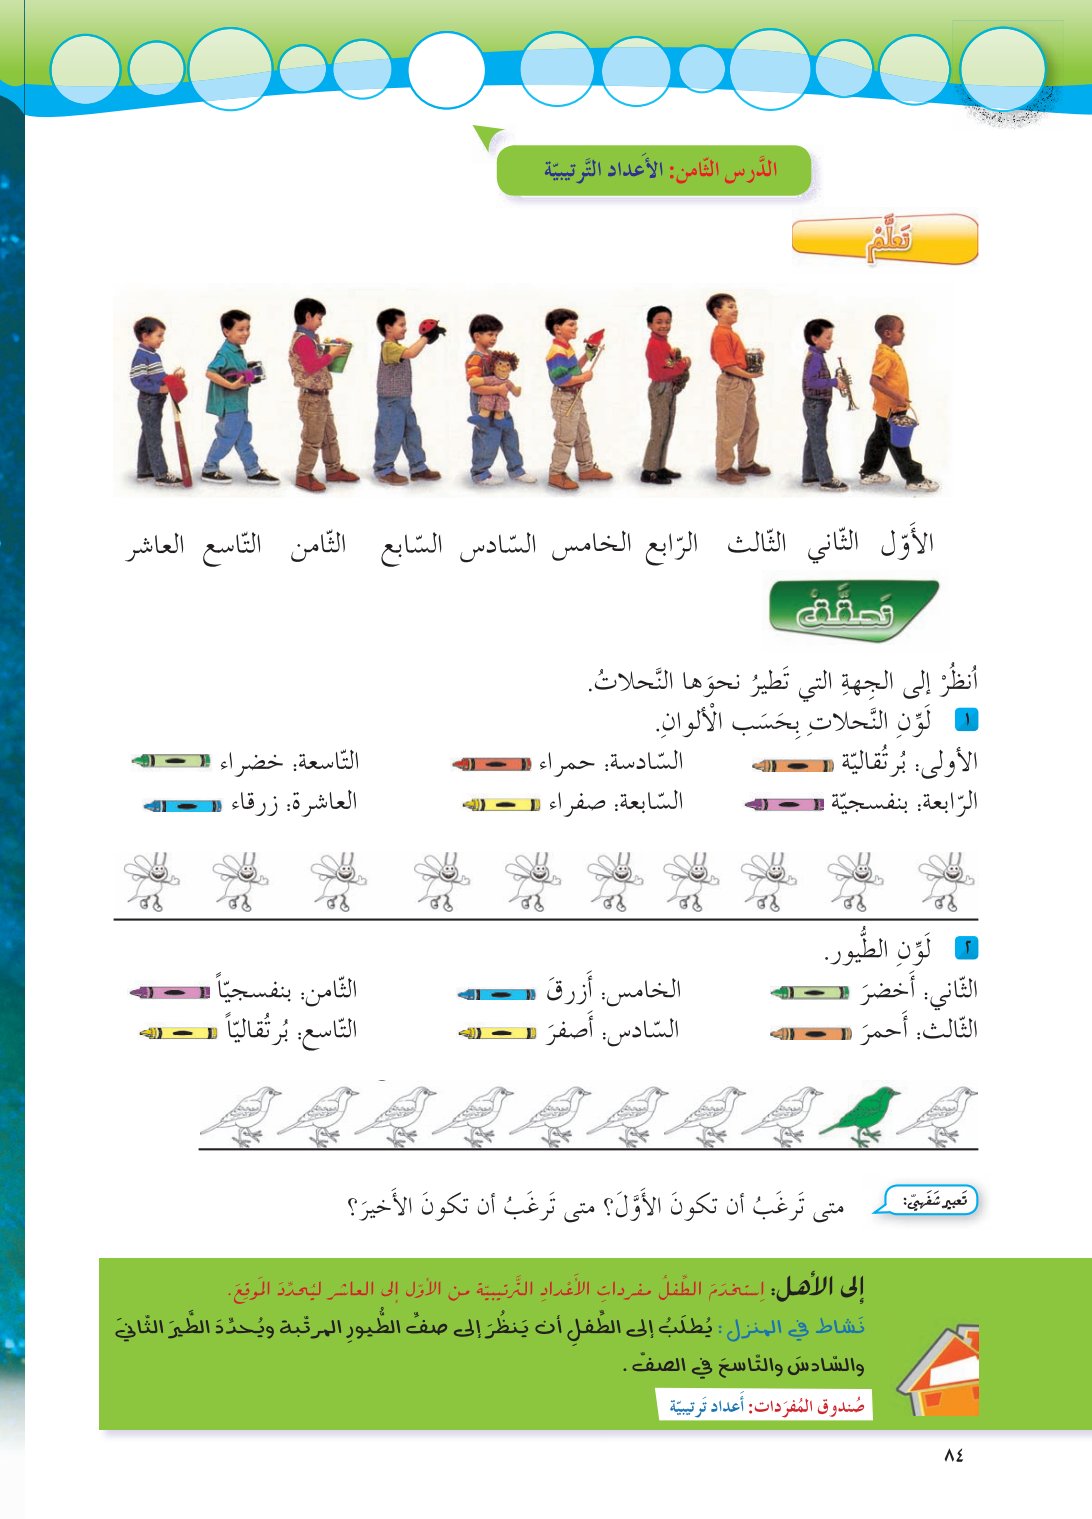 الدَّرس الثّامن: الأَعداد التَّرتيبيّة
تَعَلَّمْ
الأَوّل الثّاني الثّالث الرّابع الخامس السّادس السّابع الثّامن التّاسع العاشر
تَحقَّقْ
اُنظُرْ إلى الجِهةِ التي تَطيرُ نحوَها النَّحلاتُ.
١ لَوِّنِ النَّحلاتِ بِحَسَب الْألوانِ.
الأولى: بُرتُقاليّة السّادسة: حمراء التّاسعة: خضراء
الرّابعة: بنفسجيّة السّابعة: صفراء العاشرة: زرقاء
٢ لَوِّنِ الطُّيور.
الثّاني: أَخضرَ الخامس: أَزرقَ الثّامن: بنفسجيّاً
الثّالث: أَحمرَ السّادس: أَصفرَ التّاسع: بُرتُقاليّاً
تَعبير شَفَهيّ: متى تَرغَبُ أن تكونَ الأَوَّلَ؟ متى تَرغَبُ أن تكونَ الأَخيرَ؟
إلى الأهل: اِستخدَمَ الطِّفلُ مفرداتِ الأَعْدادِ التَّرتيبيّة من الأوّل إلى العاشر ليُحدِّدَ المَوقِعَ.
نَشاط في المنزل: يُطلَبُ إلى الطِّفلِ أن يَنظُرَ إلى صفِّ الطُّيورِ المرتّبة ويُحدِّدَ الطَّيرَ الثّانيَ
والسّادسَ والتّاسعَ في الصفّ.
صُندوق المُفرَدات: أَعداد تَرتيبيّة
٨٤